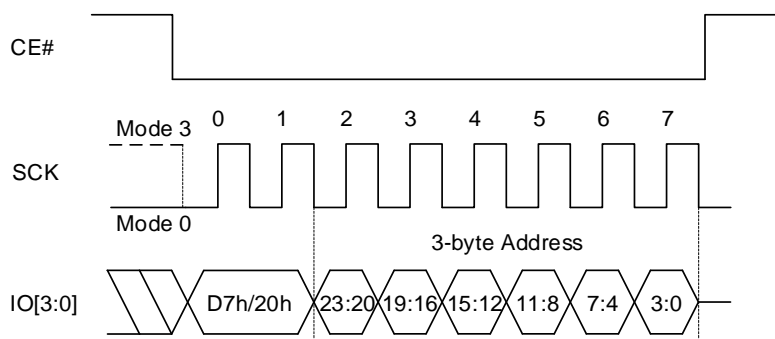 CE#
0 1 2 3 4 5 6 7
Mode 3
SCK
Mode 0
3-byte Address
IO[3:0] D7h/20h 23:20 19:16 15:12 11:8 7:4 3:0